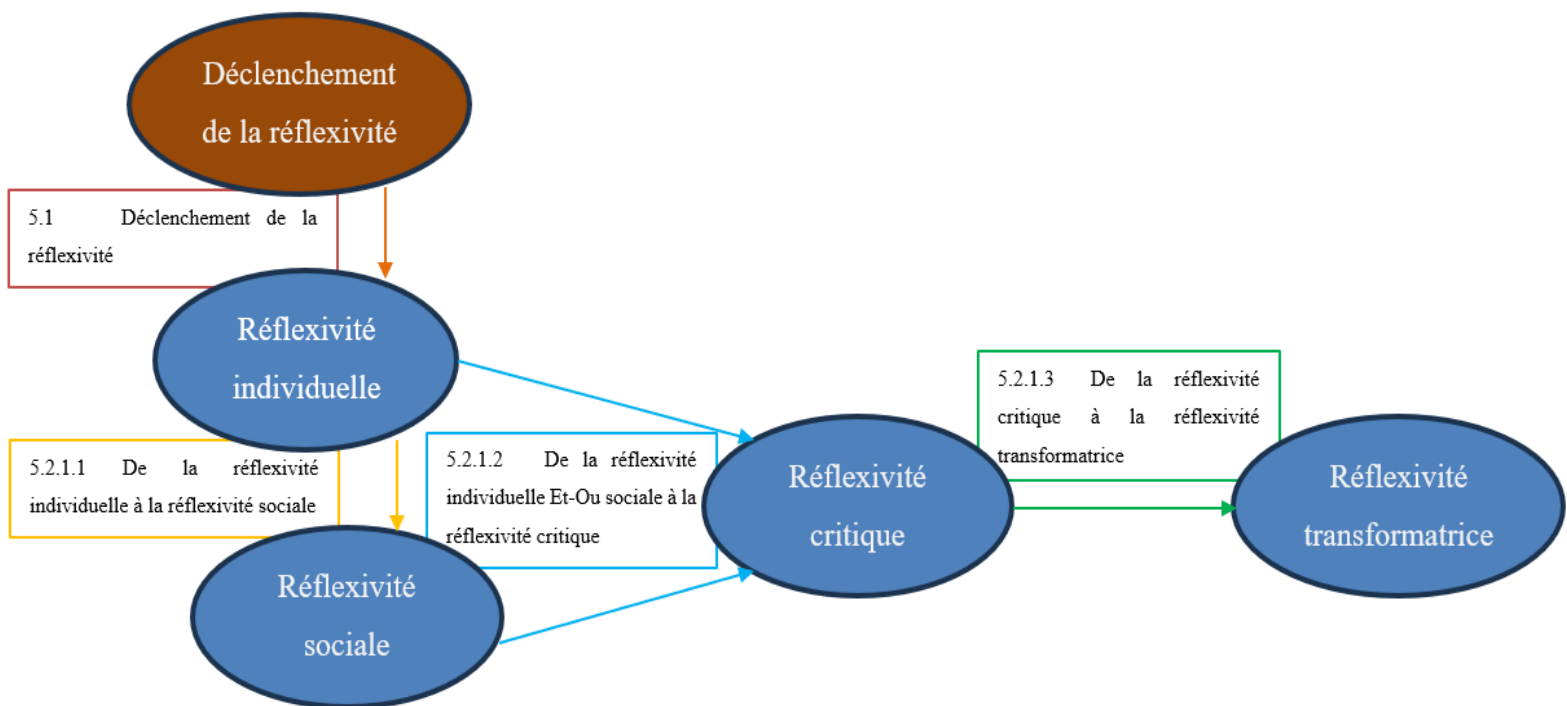 Déclenchement
de la réflexivité
5.1 Déclenchement de la
réflexivité
Réflexivité
individuelle
5.2.1.1 De la réflexivité
individuelle à la réflexivité sociale
5.2.1.2 De la réflexivité
individuelle Et-Ou sociale à la
réflexivité critique
Réflexivité
sociale
Réflexivité
critique
5.2.1.3 De la réflexivité
critique à la réflexivité
transformatrice
Réflexivité
transformatrice